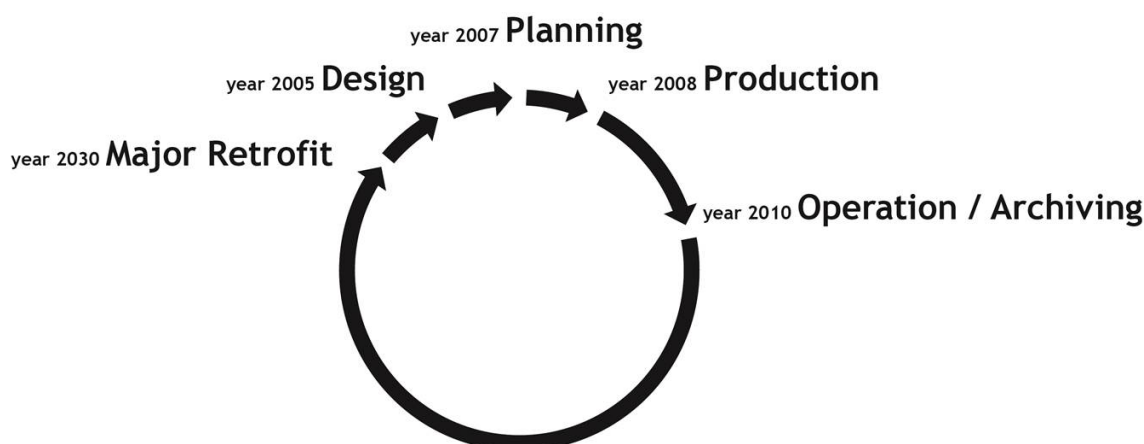 year 2007 Planning
year 2005 Design
year 2008 Production
year 2030 Major Retrofit
year 2010 Operation / Archiving